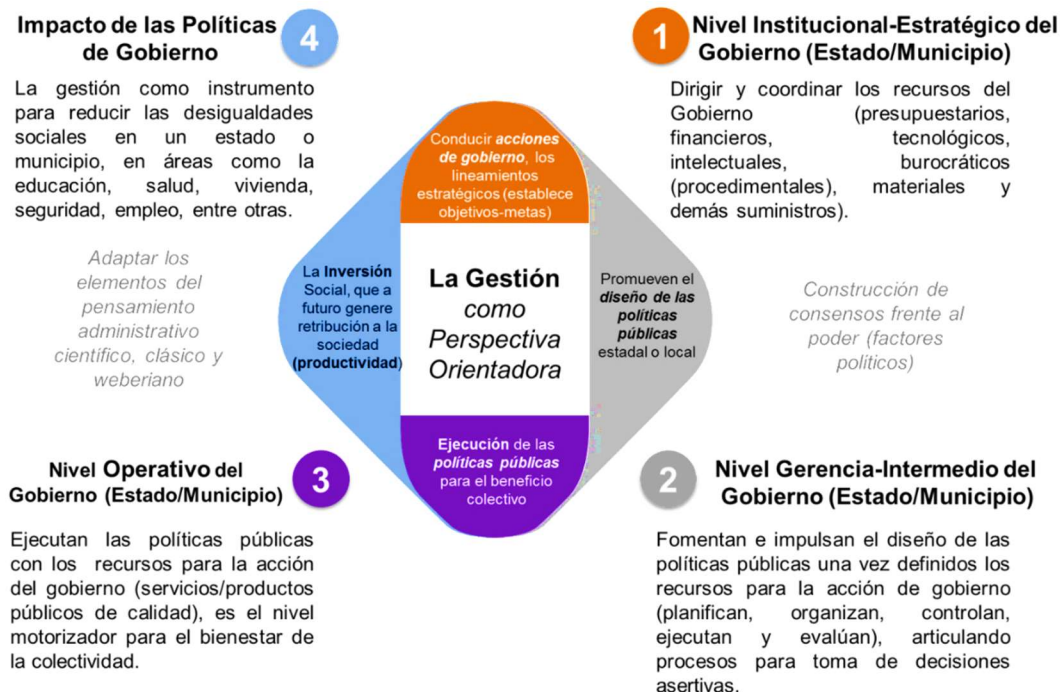 Impacto de las Políticas
de Gobierno
4
La gestión como instrumento
para reducir las desigualdades
sociales en un estado o
municipio, en áreas como la
educación, salud, vivienda,
seguridad, empleo, entre otras.
Adaptar los
elementos del
pensamiento
administrativo
científico, clásico y
weberiano
1
Nivel Institucional-Estratégico del
Gobierno (Estado/Municipio)
Dirigir y coordinar los recursos del
Gobierno (presupuestarios,
financieros, tecnológicos,
intelectuales, burocráticos
(procedimentales), materiales y
demás suministros).
Construcción de
consensos frente al
poder (factores
políticos)
Conducir acciones
de gobierno, los
lineamientos
estratégicos (establece
objetivos-metas)
La Inversión
Social, que a
futuro genere
retribución a la
sociedad
(productividad)
La Gestión
como
Perspectiva
Orientadora
Promueven el
diseño de las
políticas
públicas
estadal o local
Ejecución de las
políticas públicas
para el beneficio
colectivo
Nivel Operativo del
Gobierno (Estado/Municipio)
3
Ejecutan las políticas públicas
con los recursos para la acción
del gobierno (servicios/productos
públicos de calidad), es el nivel
motorizador para el bienestar de
la colectividad.
2
Nivel Gerencia-Intermedio del
Gobierno (Estado/Municipio)
Fomentan e impulsan el diseño de las
políticas públicas una vez definidos los
recursos para la acción de gobierno
(planifican, organizan, controlan,
ejecutan y evalúan), articulando
procesos para toma de decisiones
asertivas.